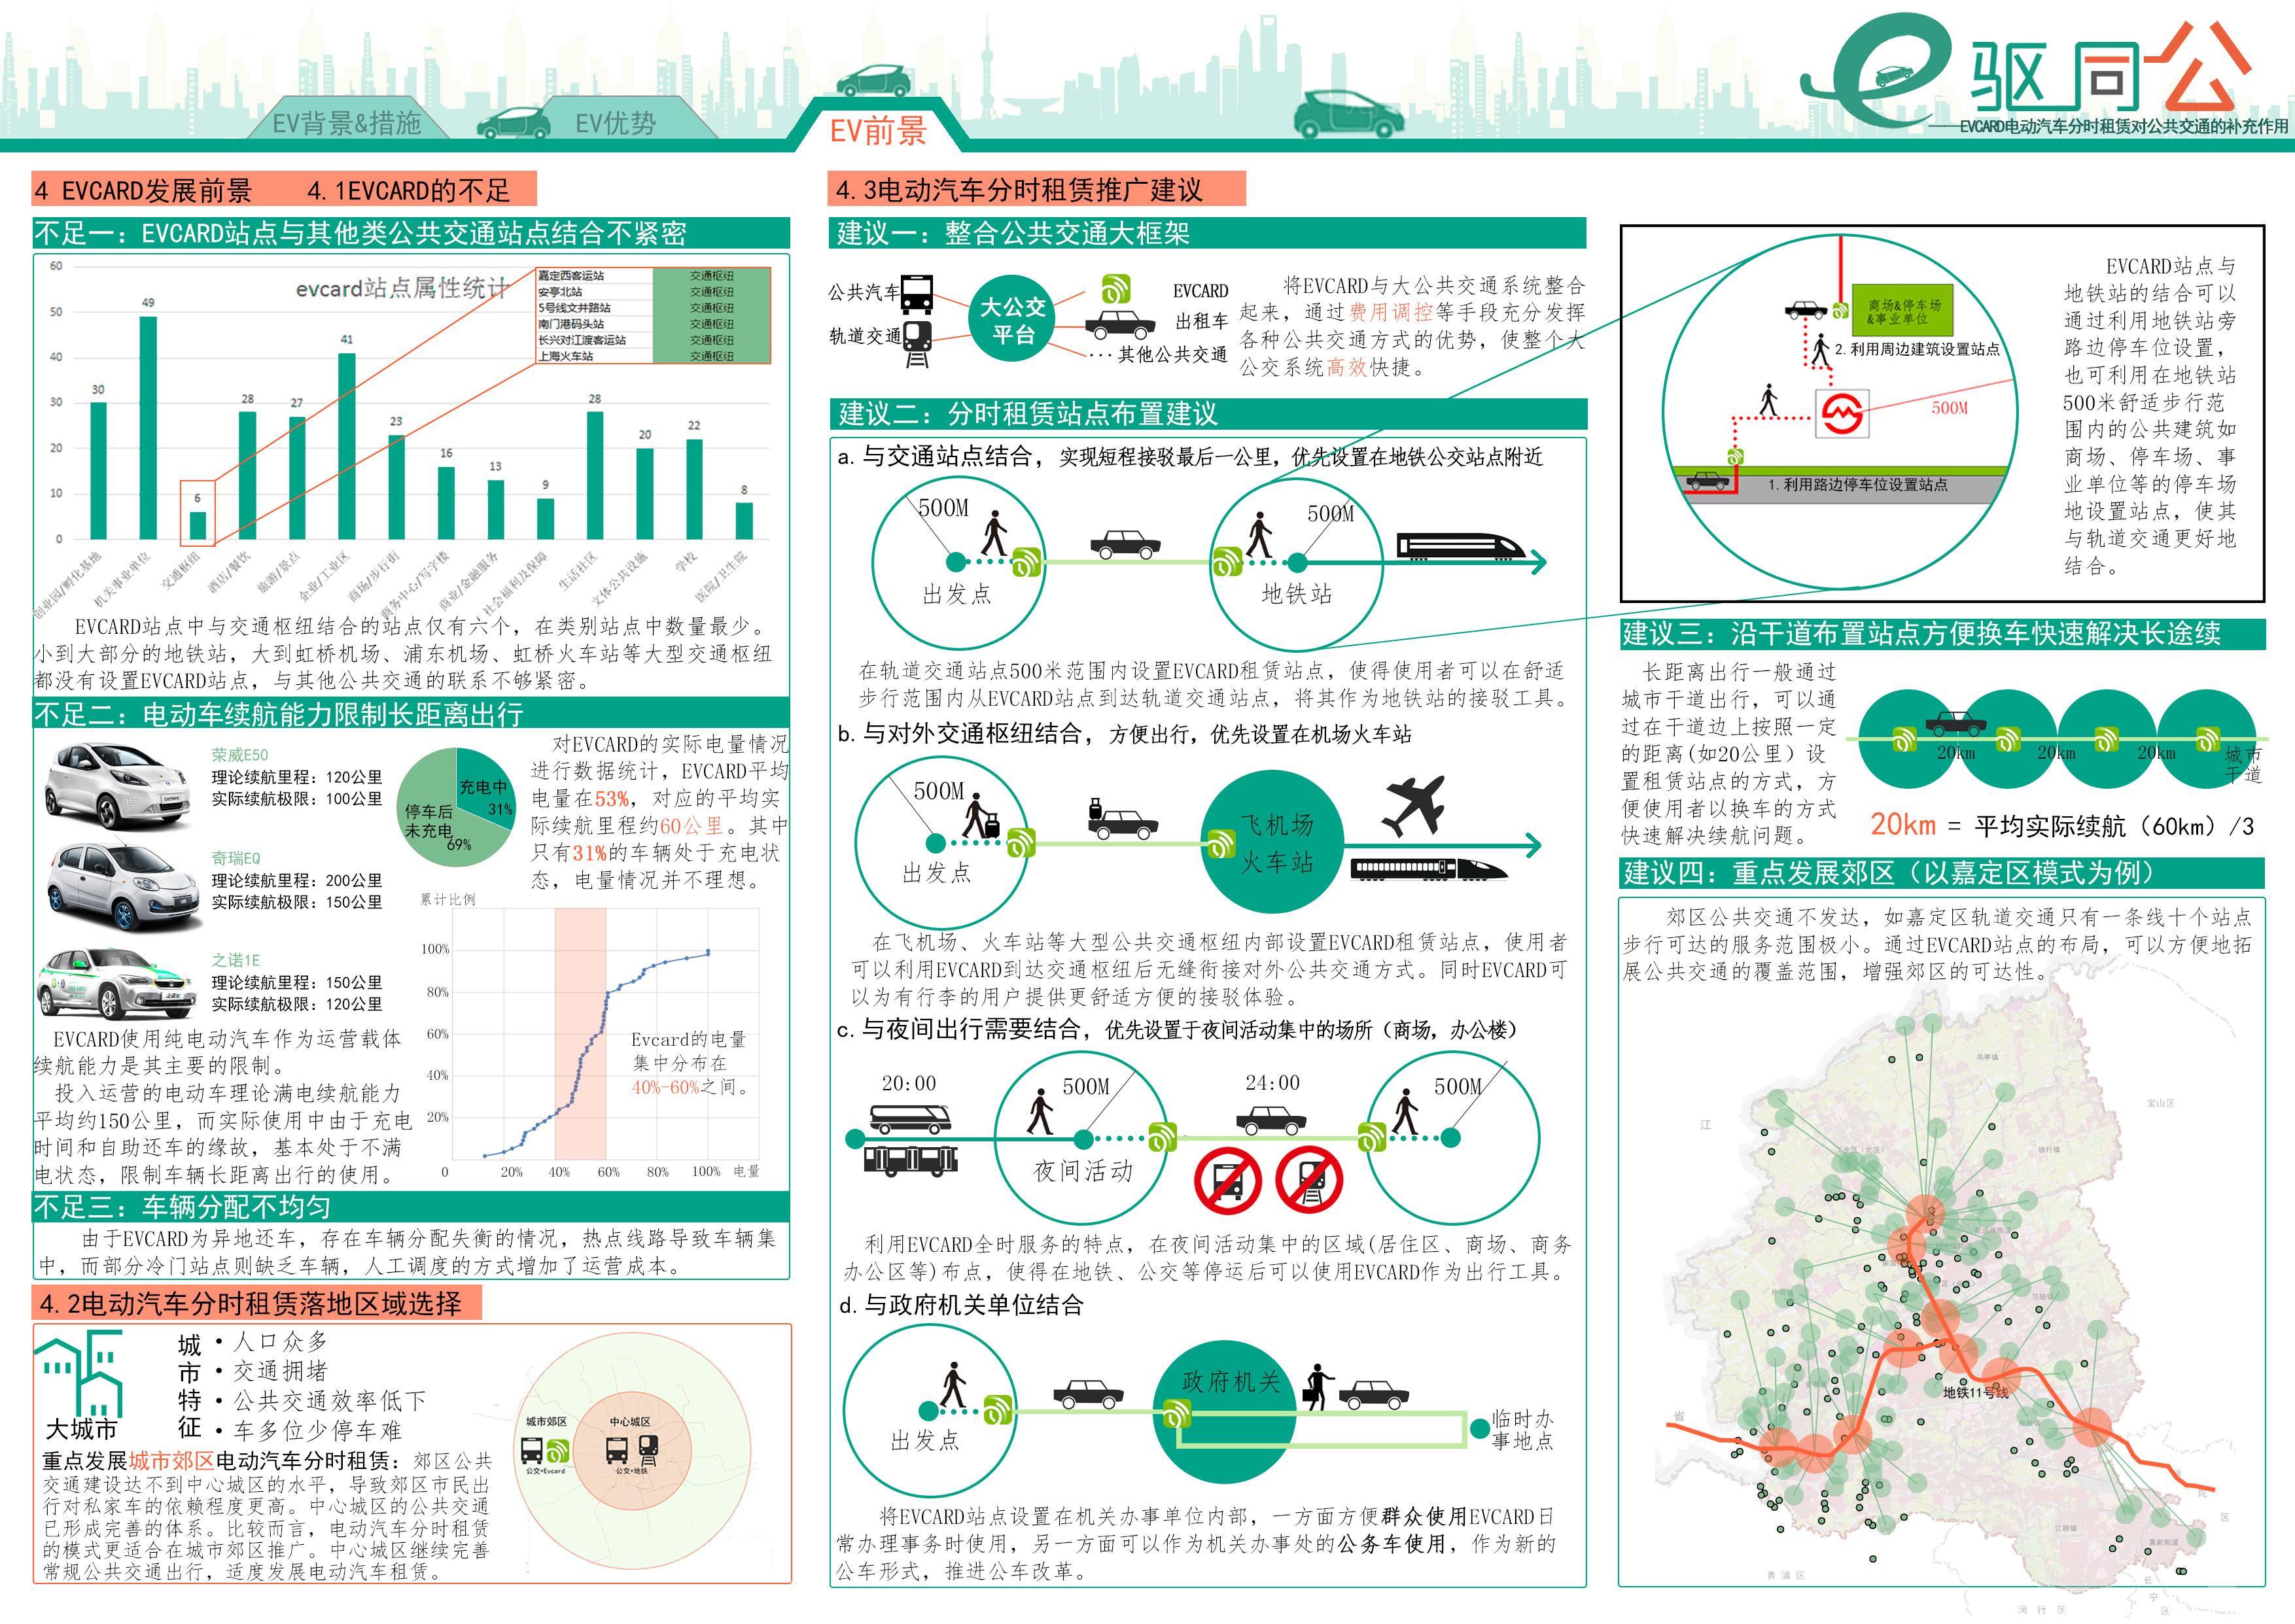 EV背景&措施
EV优势
EV前景
e驱同公
——EVCARD电动汽车分时租赁对公共交通的补充作用
4 EVCARD发展前景 4.1EVCARD的不足
不足一：EVCARD站点与其他类公共交通站点结合不紧密
evcard站点属性统计
嘉定西客运站 交通枢纽
安亭北站 交通枢纽
5号线文井路站 交通枢纽
南门港码头站 交通枢纽
长兴对江渡客运站 交通枢纽
上海火车站 交通枢纽
60
50
40
30
20
10
0
30
49
6
28
27
41
23
16
13
9
28
20
22
8
创业园/孵化基地
机关事业单位
交通枢纽
酒店/餐饮
旅游/景点
企业/工业区
商场/步行街
商务中心/写字楼
商业/金融服务
社会福利及保障
生活社区
文体公共设施
学校
医院/卫生院
EVCARD站点中与交通枢纽结合的站点仅有六个，在类别站点中数量最少。
小到大部分的地铁站，大到虹桥机场、浦东机场、虹桥火车站等大型交通枢纽
都没有设置EVCARD站点，与其他公共交通的联系不够紧密。
不足二：电动车续航能力限制长距离出行
荣威E50
理论续航里程：120公里
实际续航极限：100公里
奇瑞EQ
理论续航里程：200公里
实际续航极限：150公里
之诺1E
理论续航里程：150公里
实际续航极限：120公里
充电中
31%
停车后
未充电
69%
对EVCARD的实际电量情况
进行数据统计，EVCARD平均
电量在53%，对应的平均实
际续航里程约60公里。其中
只有31%的车辆处于充电状
态，电量情况并不理想。
累计比例
100%
80%
60%
40%
20%
0
20%
40%
60%
80%
100%
电量
Evcard的电量
集中分布在
40%-60%之间。
EVCARD使用纯电动汽车作为运营载体
续航能力是其主要的限制。
投入运营的电动车理论满电续航能力
平均约150公里，而实际使用中由于充电
时间和自助还车的缘故，基本处于不满
电状态，限制车辆长距离出行的使用。
不足三：车辆分配不均匀
由于EVCARD为异地还车，存在车辆分配失衡的情况，热点线路导致车辆集
中，而部分冷门站点则缺乏车辆，人工调度的方式增加了运营成本。
4.2电动汽车分时租赁落地区域选择
大城市
城市特征
·人口众多
·交通拥堵
·公共交通效率低下
·车多位少停车难
重点发展城市郊区电动汽车分时租赁：郊区公共
交通建设达不到中心城区的水平，导致郊区市民出
行对私家车的依赖程度更高。中心城区的公共交通
已形成完善的体系。比较而言，电动汽车分时租赁
的模式更适合在城市郊区推广。中心城区继续完善
常规公共交通出行，适度发展电动汽车租赁。
城市郊区
公交+Evcard
中心城区
公交+地铁
4.3电动汽车分时租赁推广建议
建议一：整合公共交通大框架
公共汽车
轨道交通
大公交
平台
EVCARD
出租车
···其他公共交通
将EVCARD与大公共交通系统整合
起来，通过费用调控等手段充分发挥
各种公共交通方式的优势，使整个大
公交系统高效快捷。
建议二：分时租赁站点布置建议
a.与交通站点结合，实现短程接驳最后一公里，优先设置在地铁公交站点附近
500M
出发点
500M
地铁站
在轨道交通站点500米范围内设置EVCARD租赁站点，使得使用者可以在舒适
步行范围内从EVCARD站点到达轨道交通站点，将其作为地铁站的接驳工具。
b.与对外交通枢纽结合，方便出行，优先设置在机场火车站
500M
出发点
飞机场
火车站
在飞机场、火车站等大型公共交通枢纽内部设置EVCARD租赁站点，使用者
可以利用EVCARD到达交通枢纽后无缝衔接对外公共交通方式。同时EVCARD可
以为有行李的用户提供更舒适方便的接驳体验。
c.与夜间出行需要结合，优先设置于夜间活动集中的场所（商场，办公楼）
20:00
500M
夜间活动
24:00
500M
利用EVCARD全时服务的特点，在夜间活动集中的区域(居住区、商场、商务
办公区等)布点，使得在地铁、公交等停运后可以使用EVCARD作为出行工具。
d.与政府机关单位结合
出发点
政府机关
临时办
事地点
将EVCARD站点设置在机关办事单位内部，一方面方便群众使用EVCARD日
常办理事务时使用，另一方面可以作为机关办事处的公务车使用，作为新的
公车形式，推进公车改革。
商场&停车场
&事业单位
2.利用周边建筑设置站点
500M
1.利用路边停车位设置站点
EVCARD站点与
地铁站的结合可以
通过利用地铁站旁
路边停车位设置，
也可利用在地铁站
500米舒适步行范
围内的公共建筑如
商场、停车场、事
业单位等的停车场
地设置站点，使其
与轨道交通更好地
结合。
建议三：沿干道布置站点方便换车快速解决长途续
长距离出行一般通过
城市干道出行，可以通
过在干道边上按照一定
的距离(如20公里）设
置租赁站点的方式，方
便使用者以换车的方式
快速解决续航问题。
20km
20km
20km
城市
干道
20km = 平均实际续航（60km）/3
建议四：重点发展郊区（以嘉定区模式为例）
郊区公共交通不发达，如嘉定区轨道交通只有一条线十个站点
步行可达的服务范围极小。通过EVCARD站点的布局，可以方便地拓
展公共交通的覆盖范围，增强郊区的可达性。
华亭镇
宝山区
江
徐行镇
马陆镇
地铁11号线
省
江桥镇
真新街道
普
陀
区
青浦区
长
宁
区
闵行区